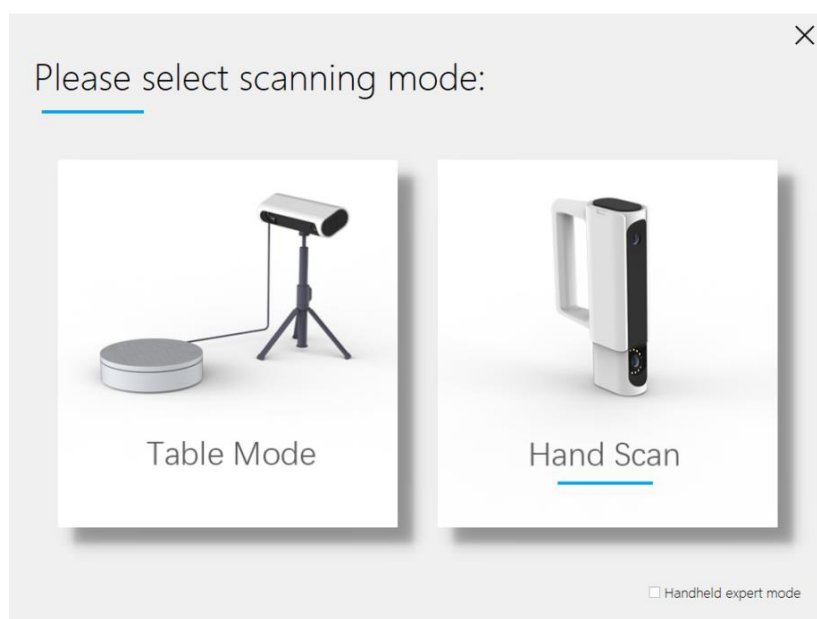 Please select scanning mode:
Table Mode
Hand Scan
Handheld expert mode